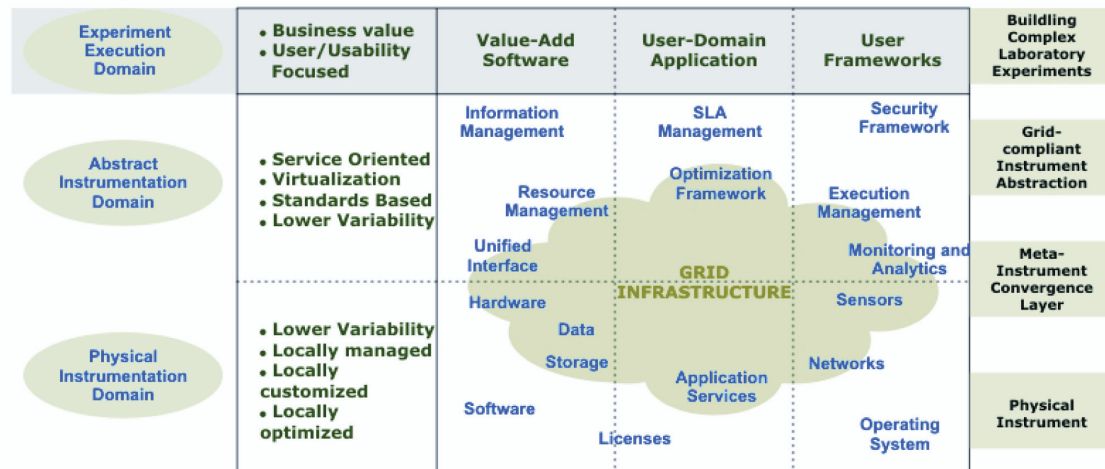 Experiment
Execution
Domain
• Business value
• User/Usability
Focused
Value-Add
Software
User-Domain
Application
User
Frameworks
Buildling
Complex
Laboratory
Experiments
Abstract
Instrumentation
Domain
• Service Oriented
• Virtualization
• Standards Based
• Lower Variability
Information
Management
SLA
Management
Security
Framework
Resource
Management
Optimization
Framework
Execution
Management
Unified
Interface
Monitoring and
Analytics
Grid-
compliant
Instrument
Abstraction
GRID
INFRASTRUCTURE
Meta-
Instrument
Convergence
Layer
Physical
Instrumentation
Domain
• Lower Variability
• Locally managed
• Locally
customized
• Locally
optimized
Hardware
Sensors
Data
Storage
Application
Services
Networks
Software
Licenses
Operating
System
Physical
Instrument